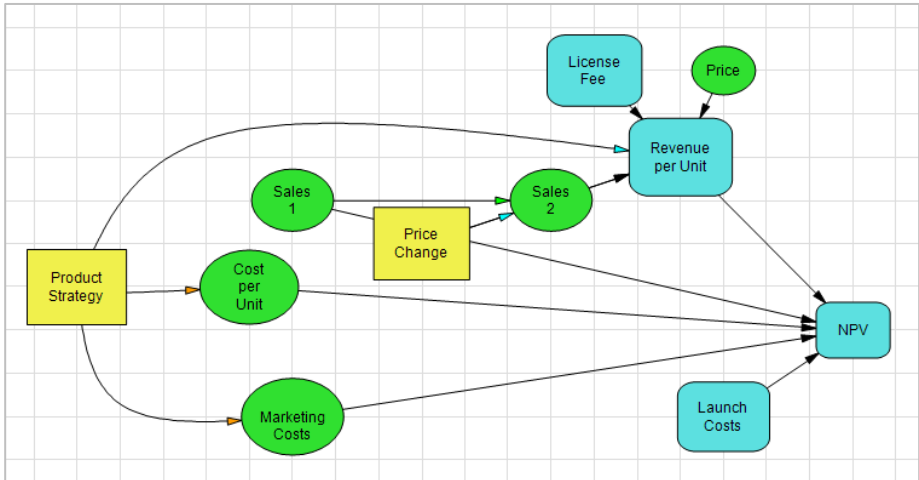 License
Fee
Price
Revenue
per Unit
Sales
1
Sales
2
Price
Change
Product
Strategy
Cost
per
Unit
NPV
Marketing
Costs
Launch
Costs